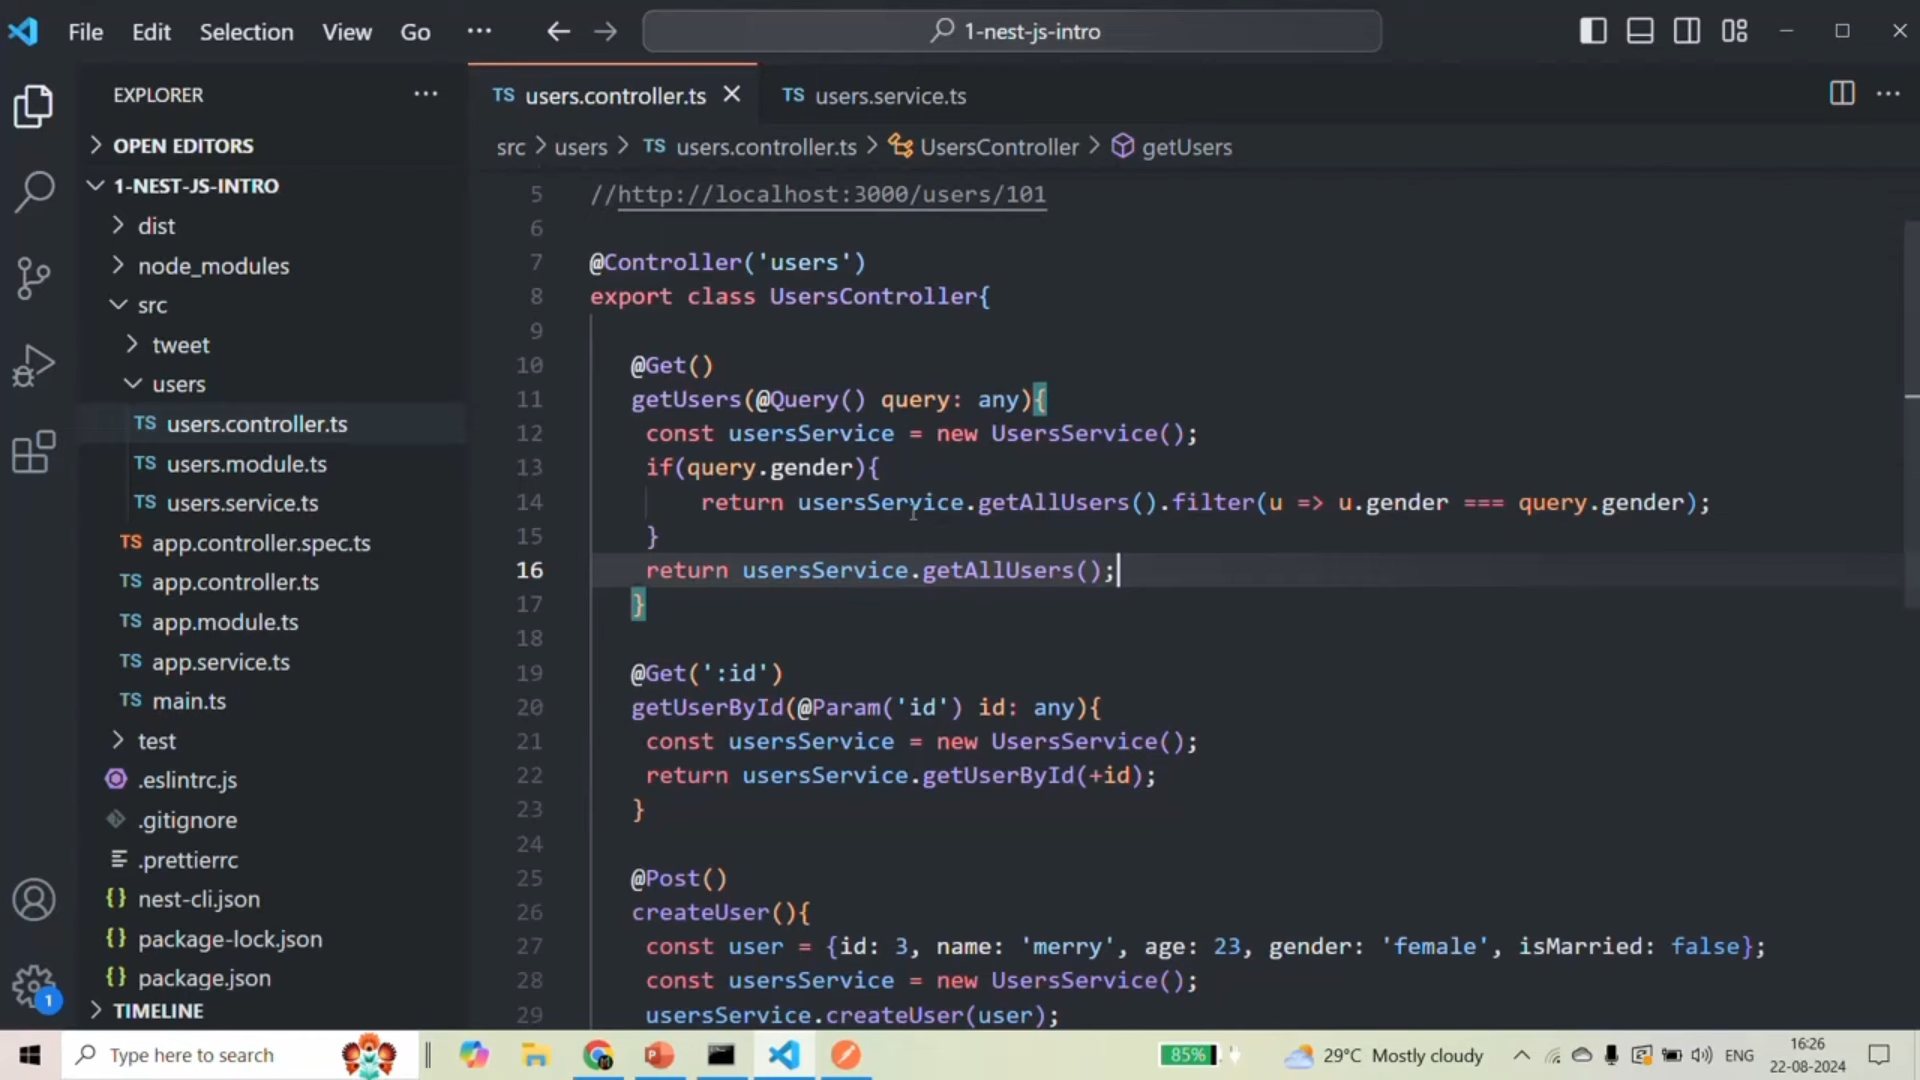 File Edit Selection View Go ··· 1-nest-js-intro
EXPLORER ···
OPEN EDITORS
1-NEST-JS-INTRO
dist
node_modules
src
tweet
users
TS users.controller.ts
TS users.module.ts
TS users.service.ts
TS app.controller.spec.ts
TS app.controller.ts
TS app.module.ts
TS app.service.ts
TS main.ts
test
.eslintrc.js
.gitignore
.prettierrc
{} nest-cli.json
{} package-lock.json
{} package.json
TIMELINE
1
TS users.controller.ts TS users.service.ts ···
src > users > TS users.controller.ts > UsersController > getUsers
5 //http://localhost:3000/users/101
6
7 @Controller('users')
8 export class UsersController{
9
10 @Get()
11 getUsers(@Query() query: any){
12 const usersService = new UsersService();
13 if(query.gender){
14 return usersService.getAllUsers().filter(u => u.gender === query.gender);
15 }
16 return usersService.getAllUsers();
17 }
18
19 @Get(':id')
20 getUserById(@Param('id') id: any){
21 const usersService = new UsersService();
22 return usersService.getUserById(+id);
23 }
24
25 @Post()
26 createUser(){
27 const user = {id: 3, name: 'merry', age: 23, gender: 'female', isMarried: false};
28 const usersService = new UsersService();
29 usersService.createUser(user);
Type here to search 85% 29°C Mostly cloudy ENG 16:26
22-08-2024